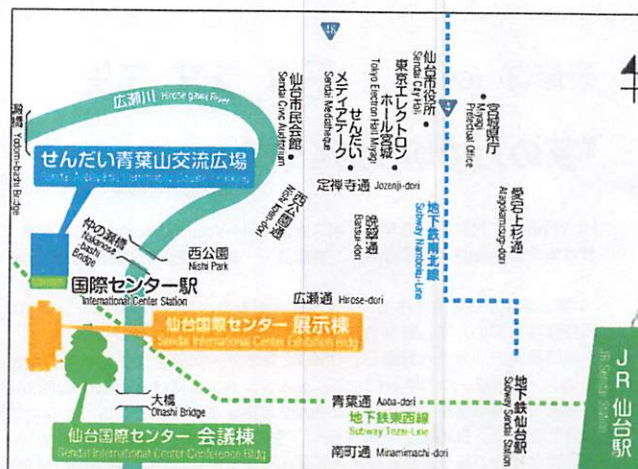 48
広瀬川 Hirose-gawa River
澱橋 Yodomi-bashi Bridge
仙台市民会館
Sendai Civic Auditorium
せんだい
メディアテーク
Sendai Mediatheque
東京エレクトロン
ホール宮城
Tokyo Electron Hall Miyagi
仙台市役所
Sendai City Hall
宮城県庁
Miyagi
Prefectural Office
せんだい青葉山交流広場
定禅寺通 Jozenji-dori
西公園通
晩翠通
Bansui-dori
地下鉄南北線
Subway Namboku-Line
愛宕上杉通
Atagokamisugi-dori
仲の瀬橋
Nakanose
-bashi
Bridge
西公園
Nishi Park
国際センター駅
International Center Station
広瀬通 Hirose-dori
仙台国際センター 展示棟
Sendai International Center Exhibition Bldg
JR仙台駅
JR Sendai Station
大橋
Ohashi Bridge
青葉通 Aoba-dori
地下鉄東西線
Subway Tozai-Line
地下鉄仙台駅
Subway Sendai Station
仙台国際センター 会議棟
Sendai International Center Conference Bldg
南町通 Minamimachi-dori